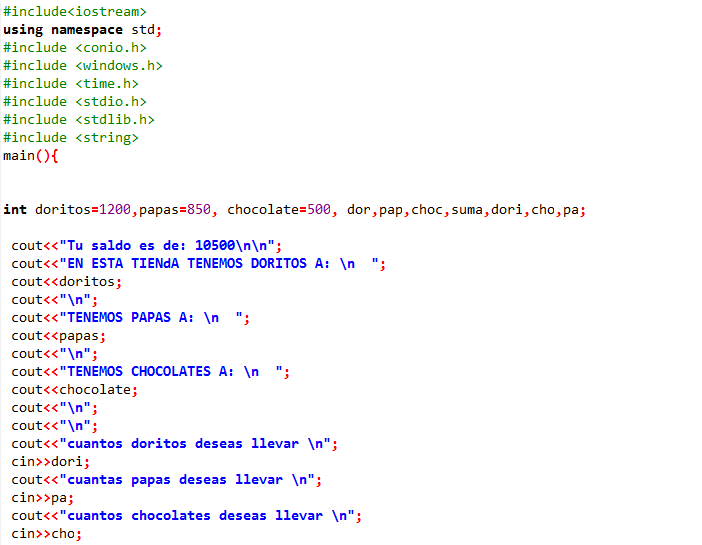 #include<iostream>
using namespace std;
#include <conio.h>
#include <windows.h>
#include <time.h>
#include <stdio.h>
#include <stdlib.h>
#include <string>
main(){
int doritos=1200,papas=850, chocolate=500, dor,pap,choc,suma,dori,cho,pa;
cout<<"Tu saldo es de: 10500\n\n";
cout<<"EN ESTA TIENdA TENEMOS DORITOS A: \n  ";
cout<<doritos;
cout<<"\n";
cout<<"TENEMOS PAPAS A: \n  ";
cout<<papas;
cout<<"\n";
cout<<"TENEMOS CHOCOLATES A: \n  ";
cout<<chocolate;
cout<<"\n";
cout<<"\n";
cout<<"cuantos doritos deseas llevar \n";
cin>>dori;
cout<<"cuantas papas deseas llevar \n";
cin>>pa;
cout<<"cuantos chocolates deseas llevar \n";
cin>>cho;